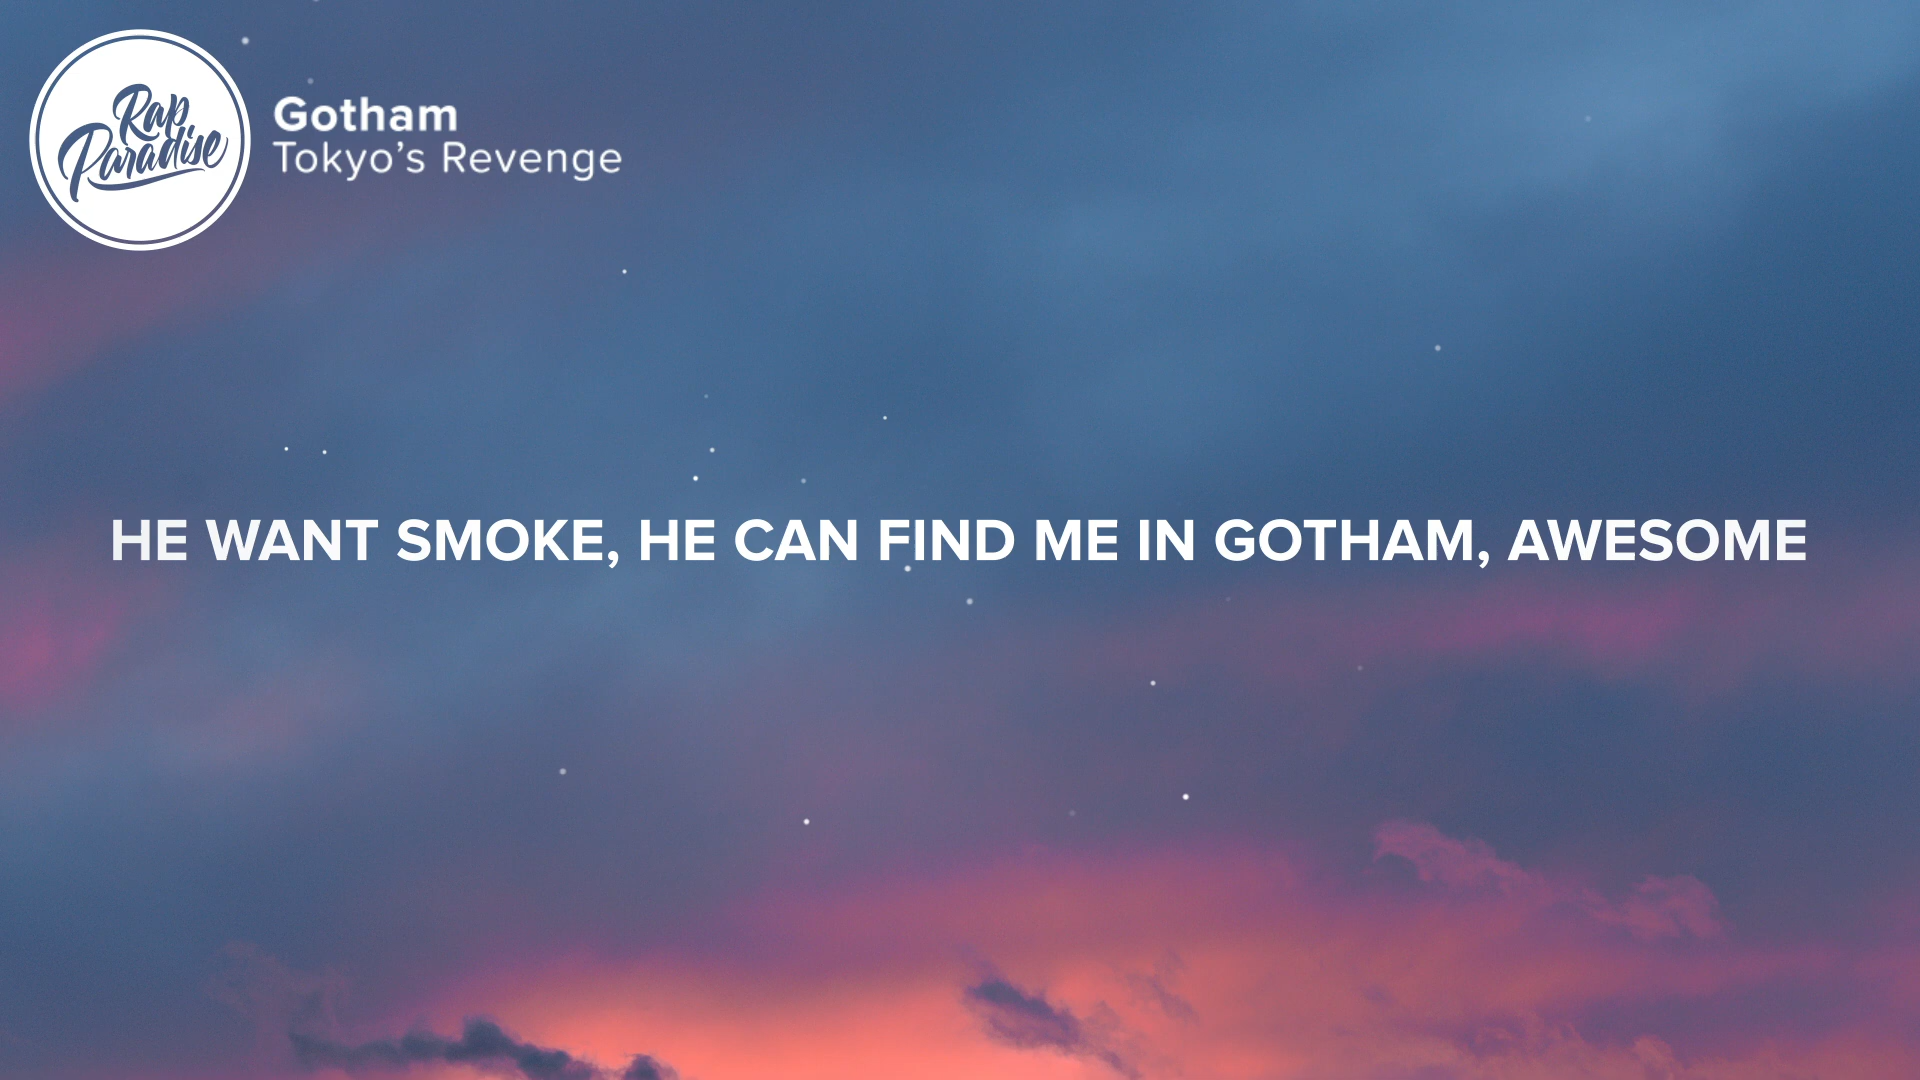 Rap
Paradise
Gotham
Tokyo’s Revenge
HE WANT SMOKE, HE CAN FIND ME IN GOTHAM, AWESOME